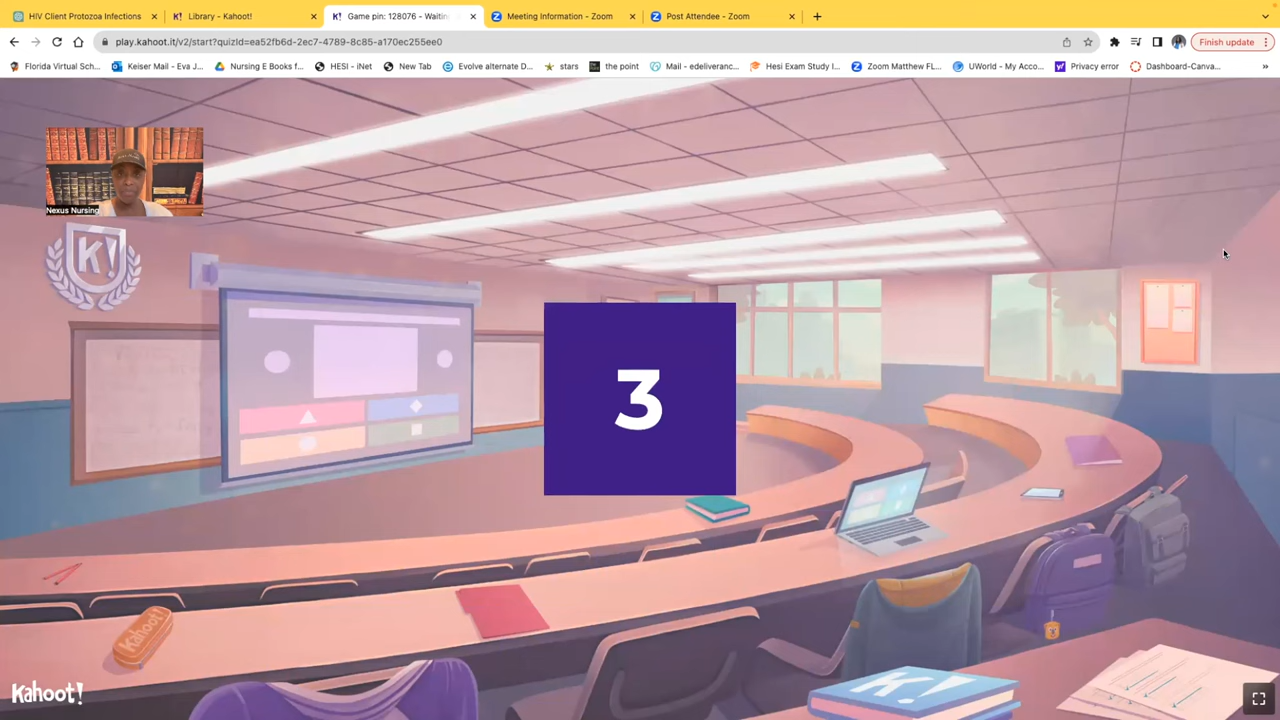 HIV Client Protozoa Infections
Library - Kahoot!
Game pin: 128076 - Waitin
Meeting Information - Zoom
Post Attendee - Zoom
play.kahoot.it/v2/start?quizId=ea52fb6d-2ec7-4789-8c85-a170ec255ee0
Finish update
Florida Virtual Sch...
Keiser Mail - Eva J...
Nursing E Books f...
HESI - iNet
New Tab
Evolve alternate D...
stars
the point
Mail - edeliveranc...
Hesi Exam Study I...
Zoom Matthew FL...
UWorld - My Acco...
Privacy error
Dashboard-Canva...
Nexus Nursing
K!
3
Kahoot!
K!
Kahoot!